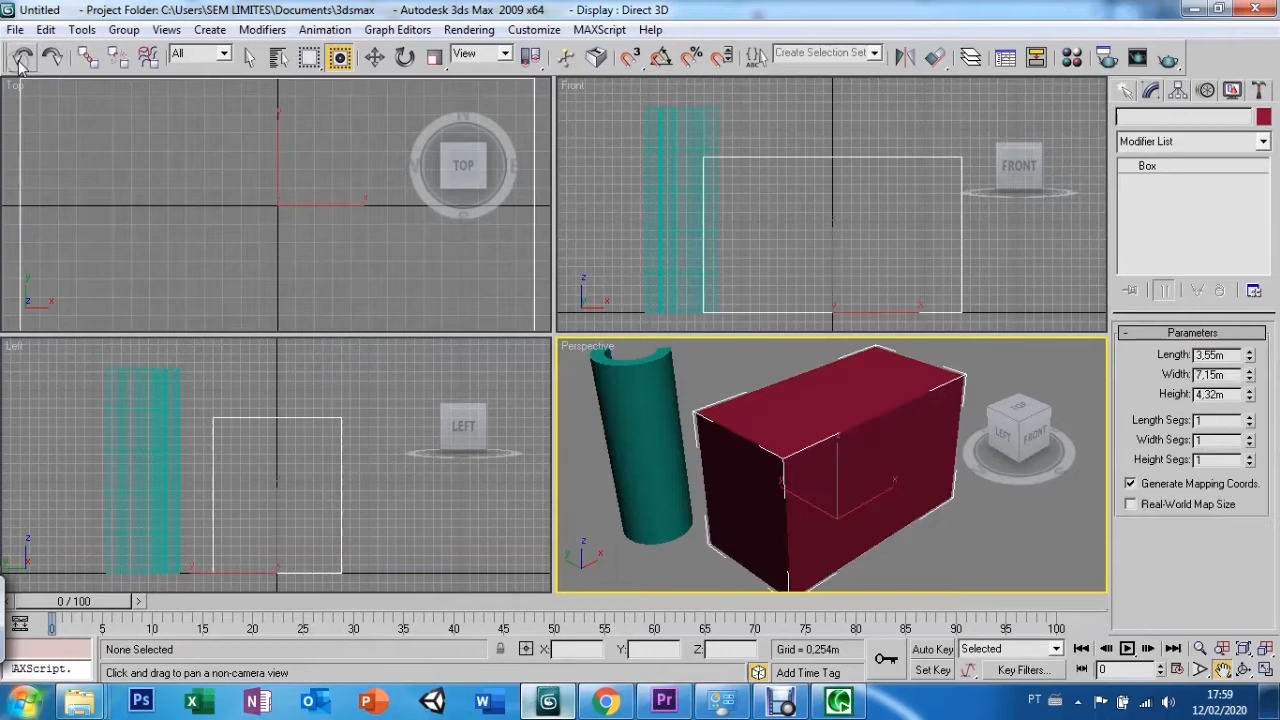 Untitled - Project Folder: C:\Users\SEM LIMITES\Documents\3dsmax - Autodesk 3ds Max 2009 x64 - Display : Direct 3D
File Edit Tools Group Views Create Modifiers Animation Graph Editors Rendering Customize MAXScript Help
All View Create Selection Set
Top
TOP
y
x
z
Front
FRONT
z
x
Modifier List
Box
Left
LEFT
z
x
Perspective
TOP
LEFT
FRONT
z
y
x
Parameters
Length: 3,55m
Width: 7,15m
Height: 4,32m
Length Segs: 1
Width Segs: 1
Height Segs: 1
Generate Mapping Coords.
Real-World Map Size
0 / 100
0 5 10 15 20 25 30 35 40 45 50 55 60 65 70 75 80 85 90 95 100
None Selected X: Y: Z: Grid = 0,254m Auto Key Selected
AXScript. Click and drag to pan a non-camera view Add Time Tag Set Key Key Filters... 0
Ps X N O P W Pr
PT 17:59
12/02/2020